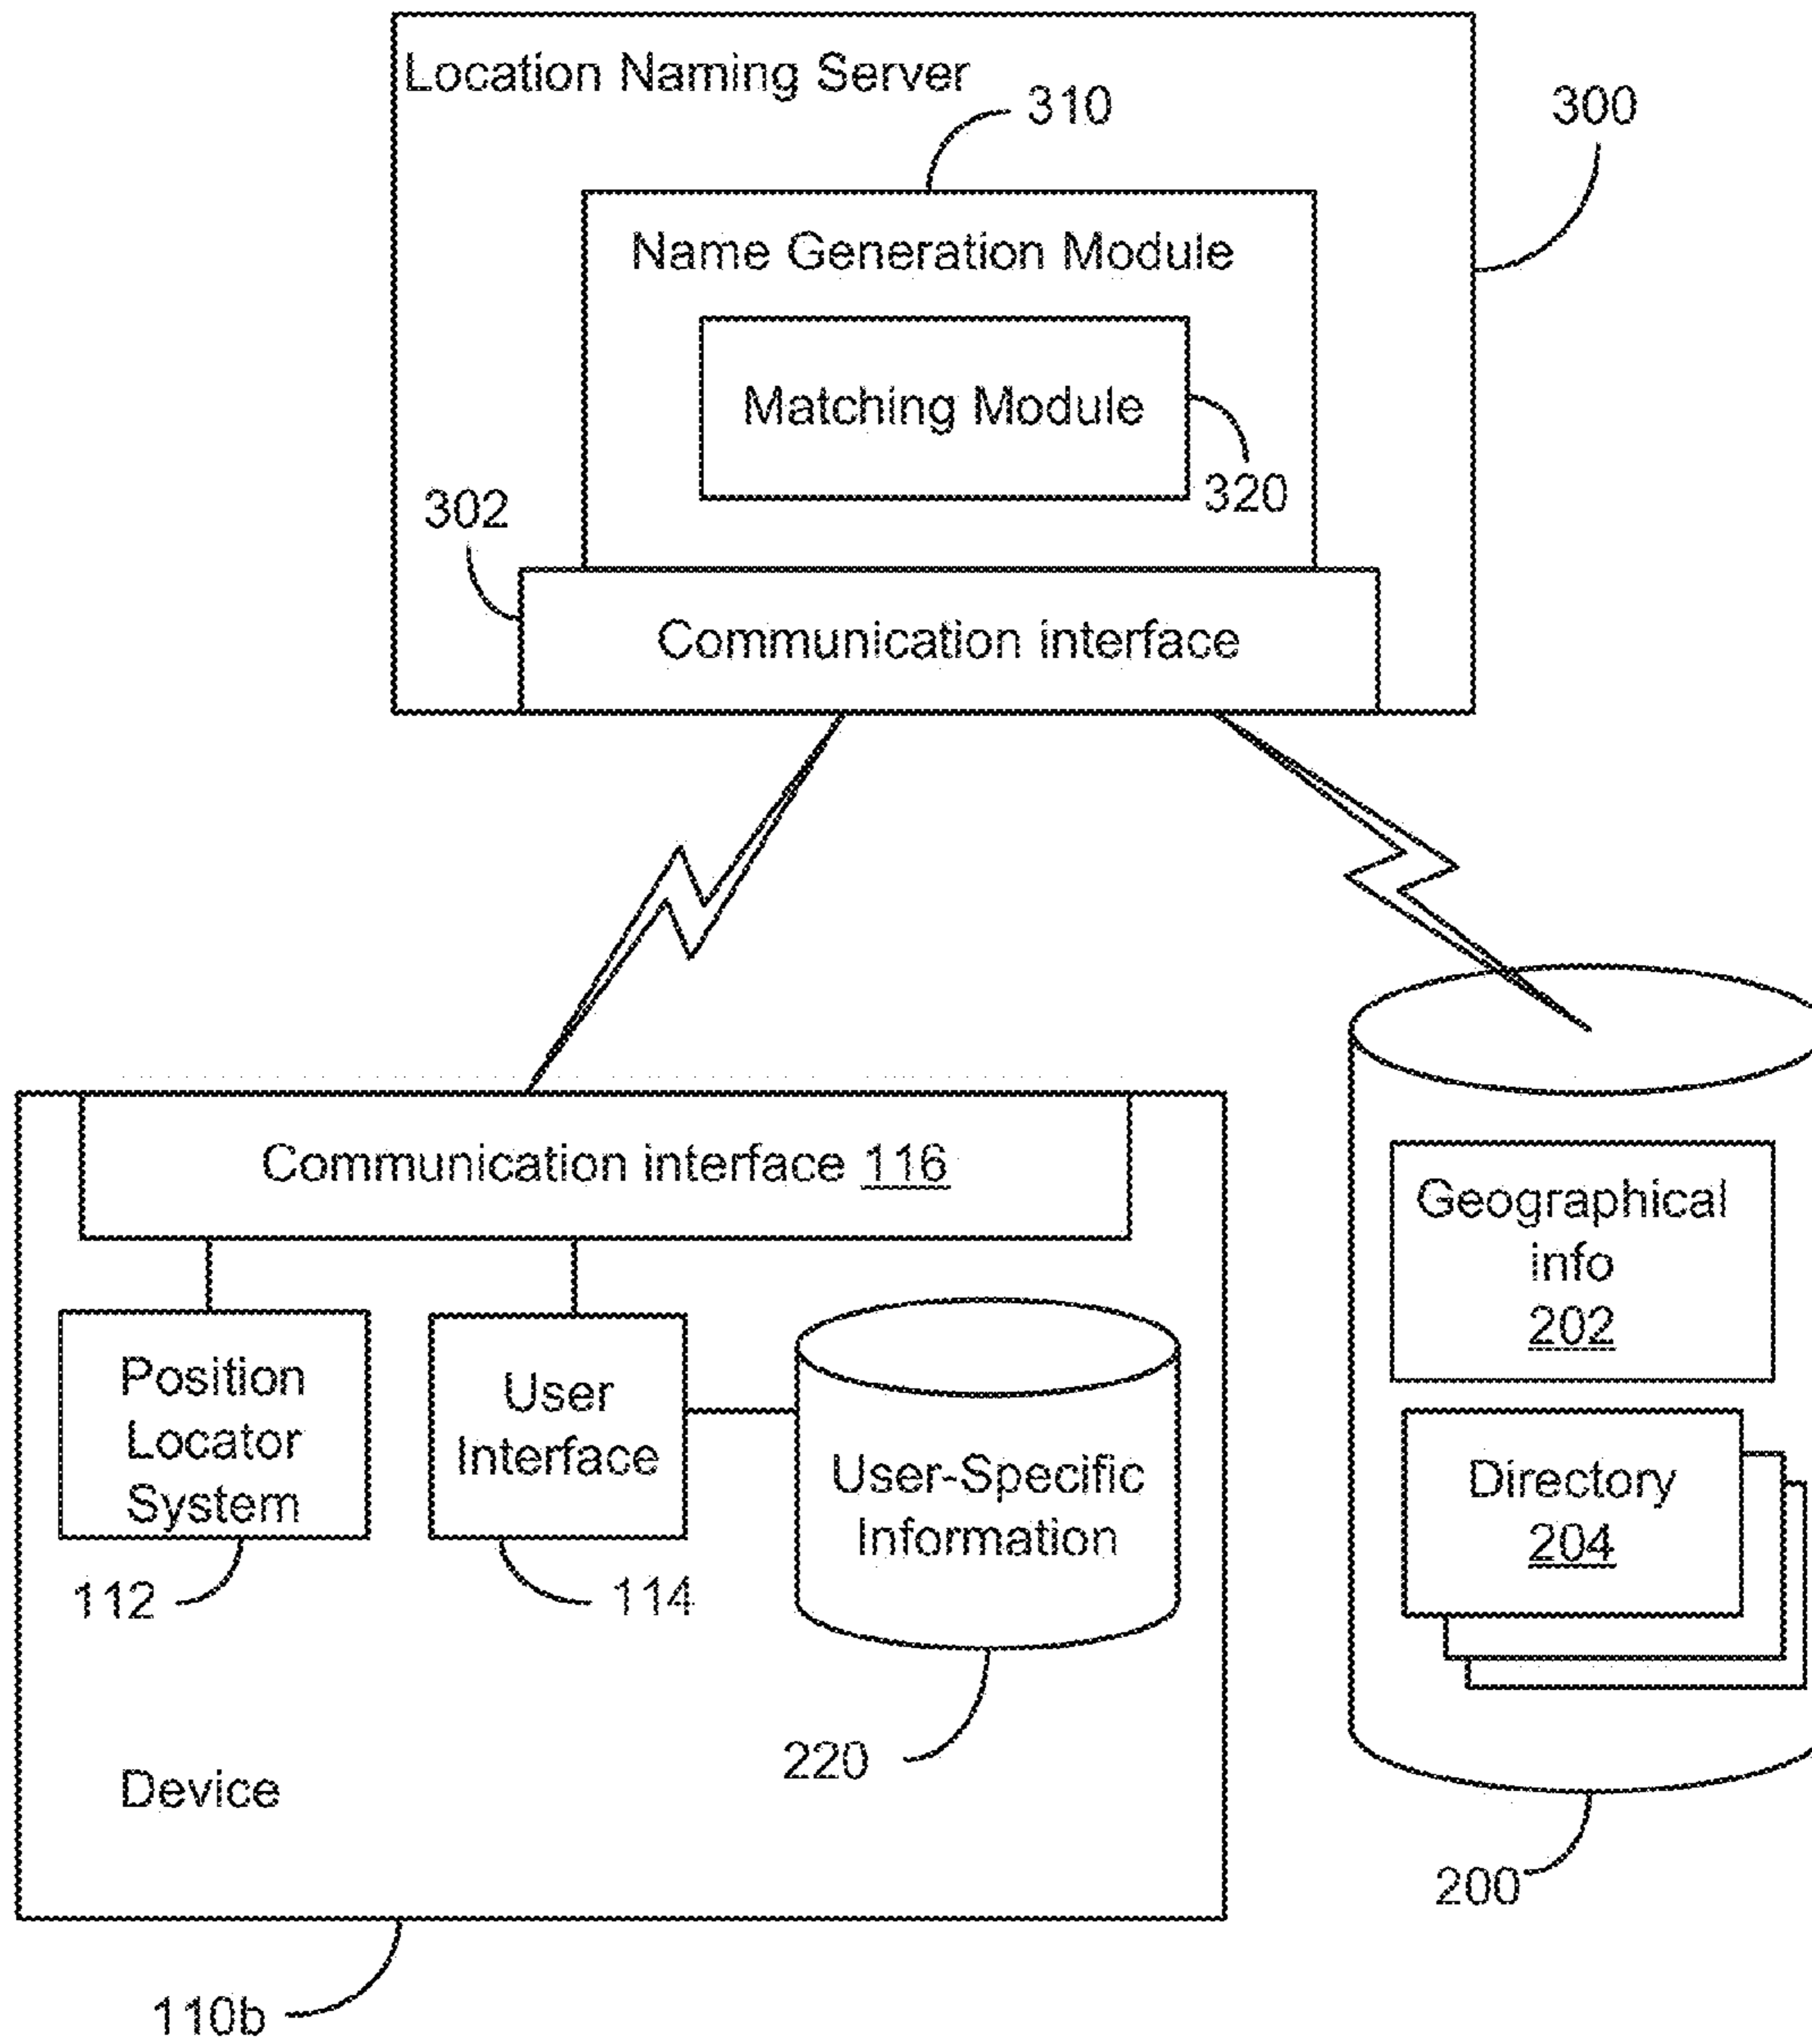 Location Naming Server
310
300
Name Generation Module
Matching Module
320
302
Communication interface
Communication interface 116
Geographical
info
202
Position
Locator
System
User
Interface
User-Specific
Information
Directory
204
112
114
220
Device
200
110b